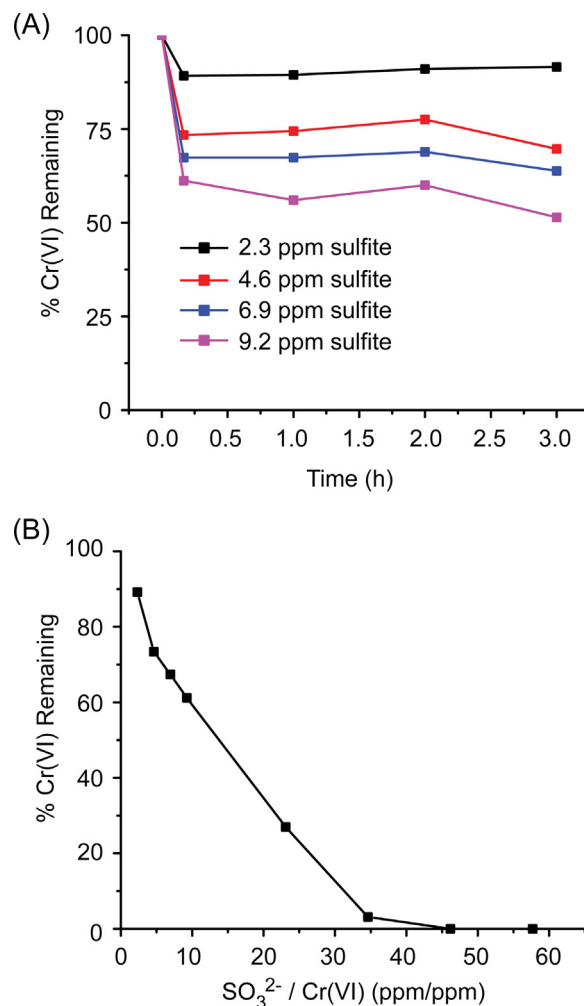 (A)
100
75
50
25
0
% Cr(VI) Remaining
2.3 ppm sulfite
4.6 ppm sulfite
6.9 ppm sulfite
9.2 ppm sulfite
0.0 0.5 1.0 1.5 2.0 2.5 3.0
Time (h)
(B)
100
80
60
40
20
0
% Cr(VI) Remaining
0 10 20 30 40 50 60
SO₃²⁻ / Cr(VI) (ppm/ppm)